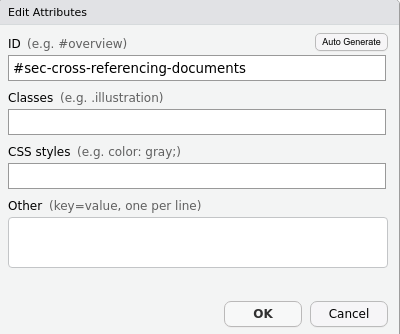 Edit Attributes
ID (e.g. #overview)
Auto Generate
#sec-cross-referencing-documents
Classes (e.g. .illustration)
CSS styles (e.g. color: gray;)
Other (key=value, one per line)
OK
Cancel